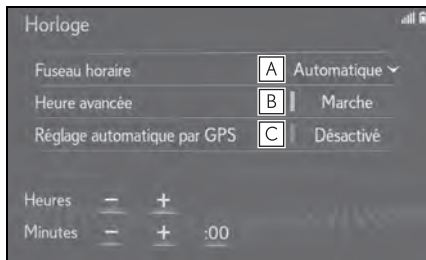 Horloge
Fuseau horaire A Automatique
Heure avancée B Marche
Réglage automatique par GPS C Désactivé
Heures - +
Minutes - + :00